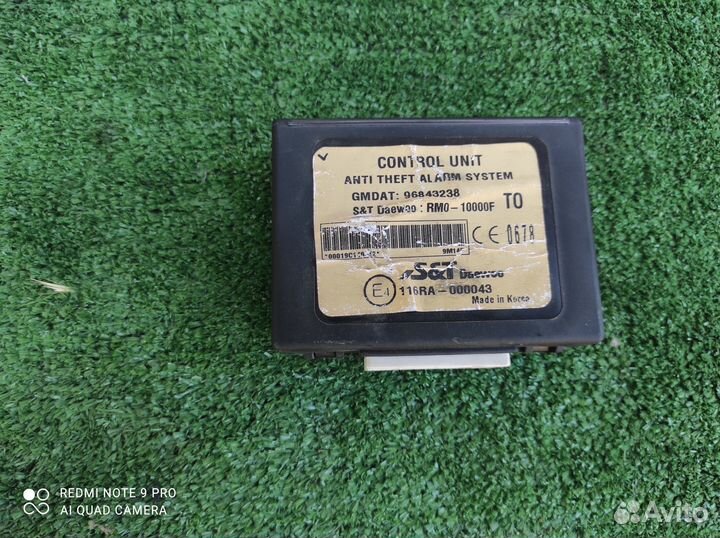 CONTROL UNIT
ANTI THEFT ALARM SYSTEM
GMDAT: 96843238
S&T Daewoo : RM0-10000F TO
CE 0678
S&T Daewoo
E4 116RA-000043
Made in Korea
REDMI NOTE 9 PRO
AI QUAD CAMERA
Avito